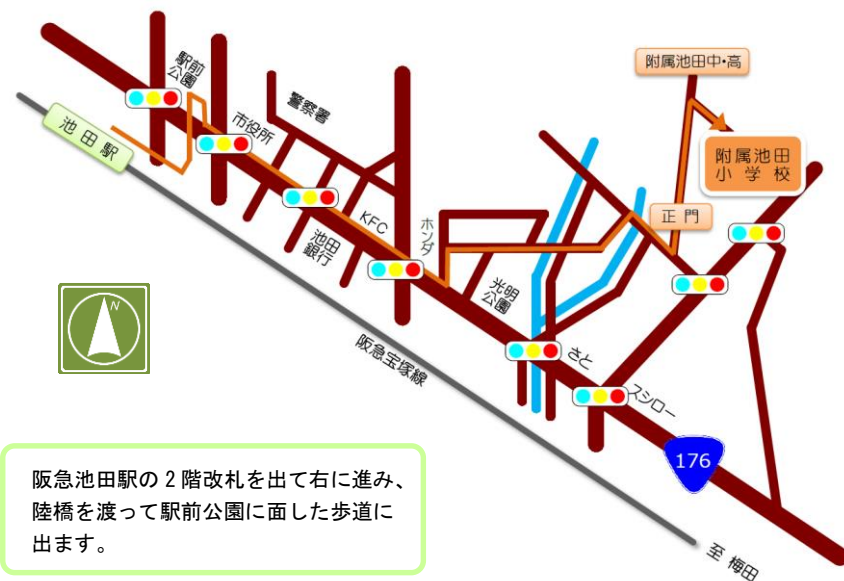 駅前
公園
附属池田中・高
警察署
市役所
池田駅
附属池田
小学校
正門
KFC
ホンダ
池田
銀行
光明
公園
N
阪急宝塚線
さと
スシロー
176
阪急池田駅の2階改札を出て右に進み、
陸橋を渡って駅前公園に面した歩道に
出ます。
至 梅田